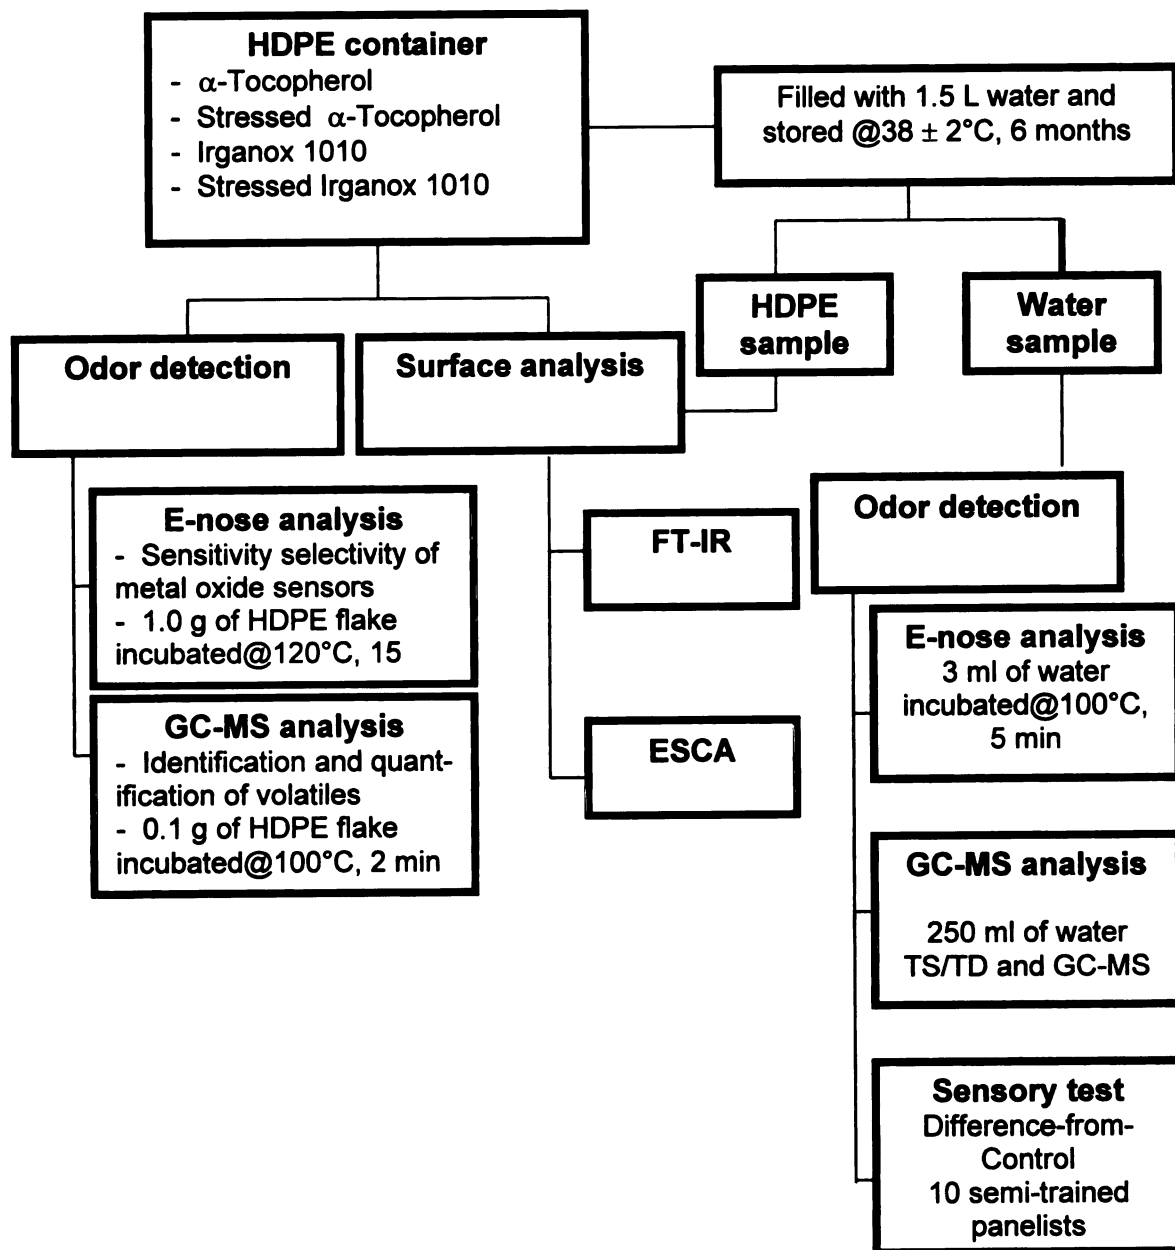 HDPE container
- α-Tocopherol
- Stressed α-Tocopherol
- Irganox 1010
- Stressed Irganox 1010
Filled with 1.5 L water and
stored @38 ± 2°C, 6 months
HDPE
sample
Water
sample
Odor detection
Surface analysis
E-nose analysis
- Sensitivity selectivity of
metal oxide sensors
- 1.0 g of HDPE flake
incubated@120°C, 15
GC-MS analysis
- Identification and quant-
ification of volatiles
- 0.1 g of HDPE flake
incubated@100°C, 2 min
FT-IR
ESCA
Odor detection
E-nose analysis
3 ml of water
incubated@100°C,
5 min
GC-MS analysis
250 ml of water
TS/TD and GC-MS
Sensory test
Difference-from-
Control
10 semi-trained
panelists